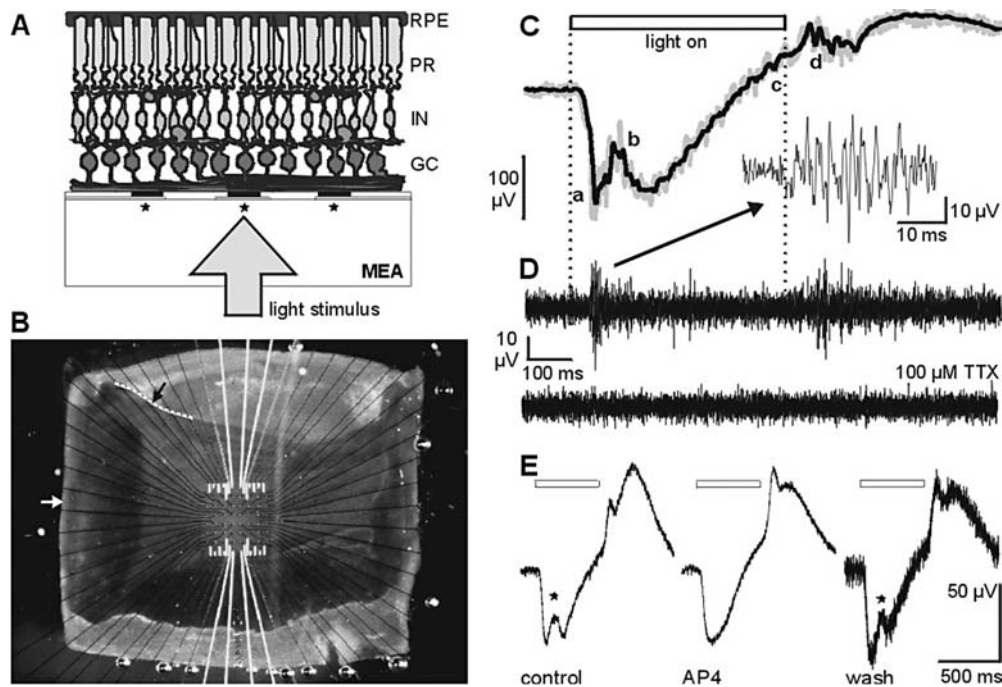 A
RPE
PR
IN
GC
★ ★ ★
MEA
light stimulus
B
C
light on
a
b
c
d
100
µV
10 µV
10 ms
D
10
µV
100 ms
100 µM TTX
E
★
★
50 µV
control
AP4
wash
500 ms